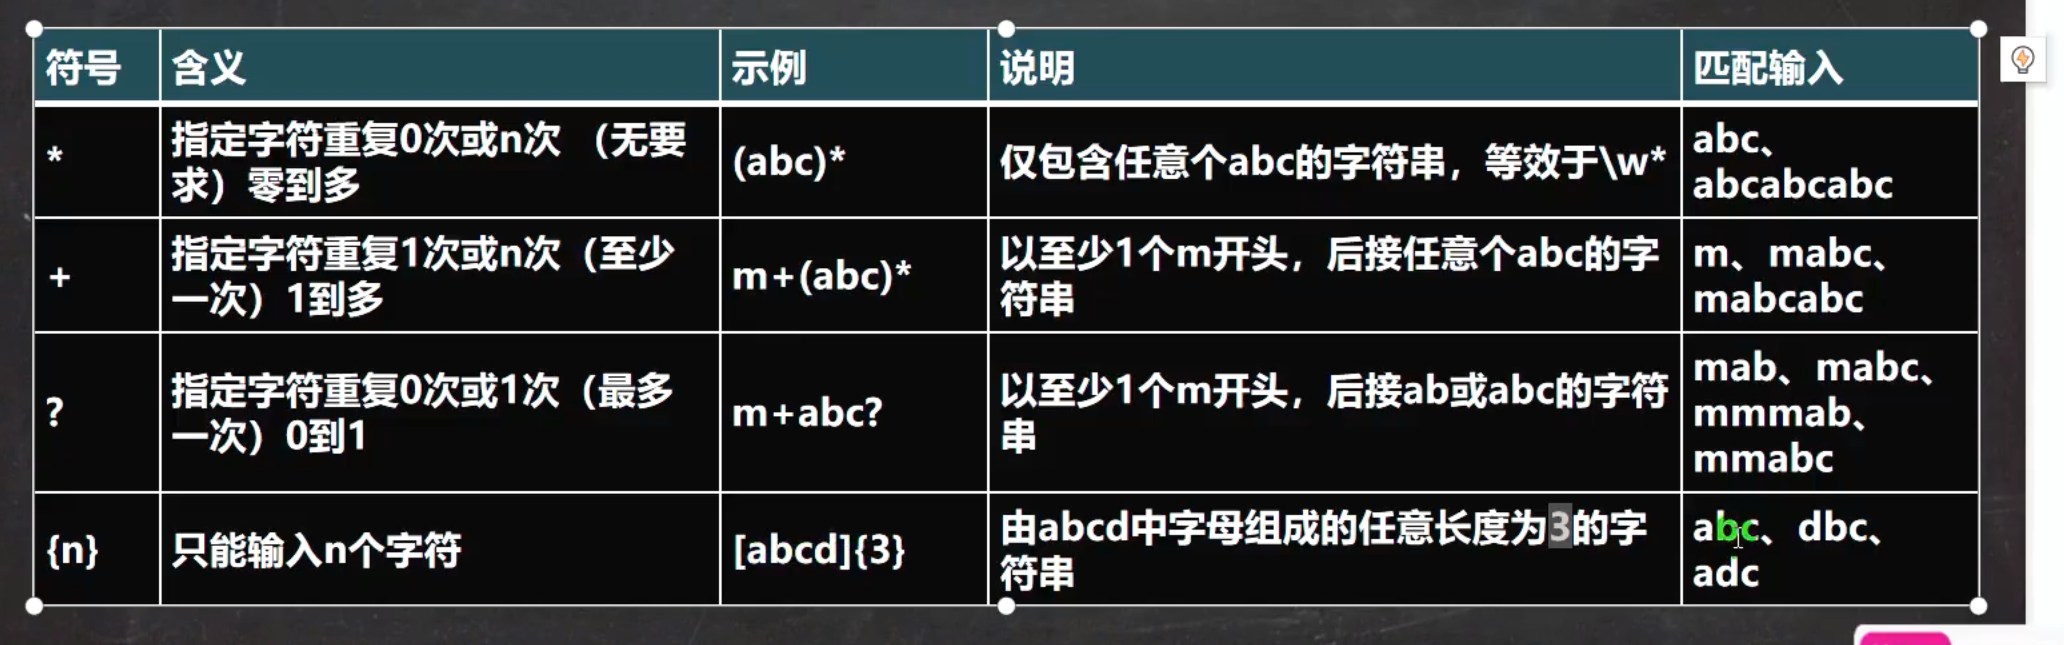 符号 含义 示例 说明 匹配输入
* 指定字符重复0次或n次 （无要 (abc)* 仅包含任意个abc的字符串，等效于\w* abc、
求）零到多 abcabcabc
+ 指定字符重复1次或n次（至少 m+(abc)* 以至少1个m开头，后接任意个abc的字 m、mabc、
一次）1到多 符串 mabcabc
? 指定字符重复0次或1次（最多 m+abc? 以至少1个m开头，后接ab或abc的字符 mab、mabc、
一次）0到1 串 mmmab、
mmabc
{n} 只能输入n个字符 [abcd]{3} 由abcd中字母组成的任意长度为3的字 abc、dbc、
符串 adc